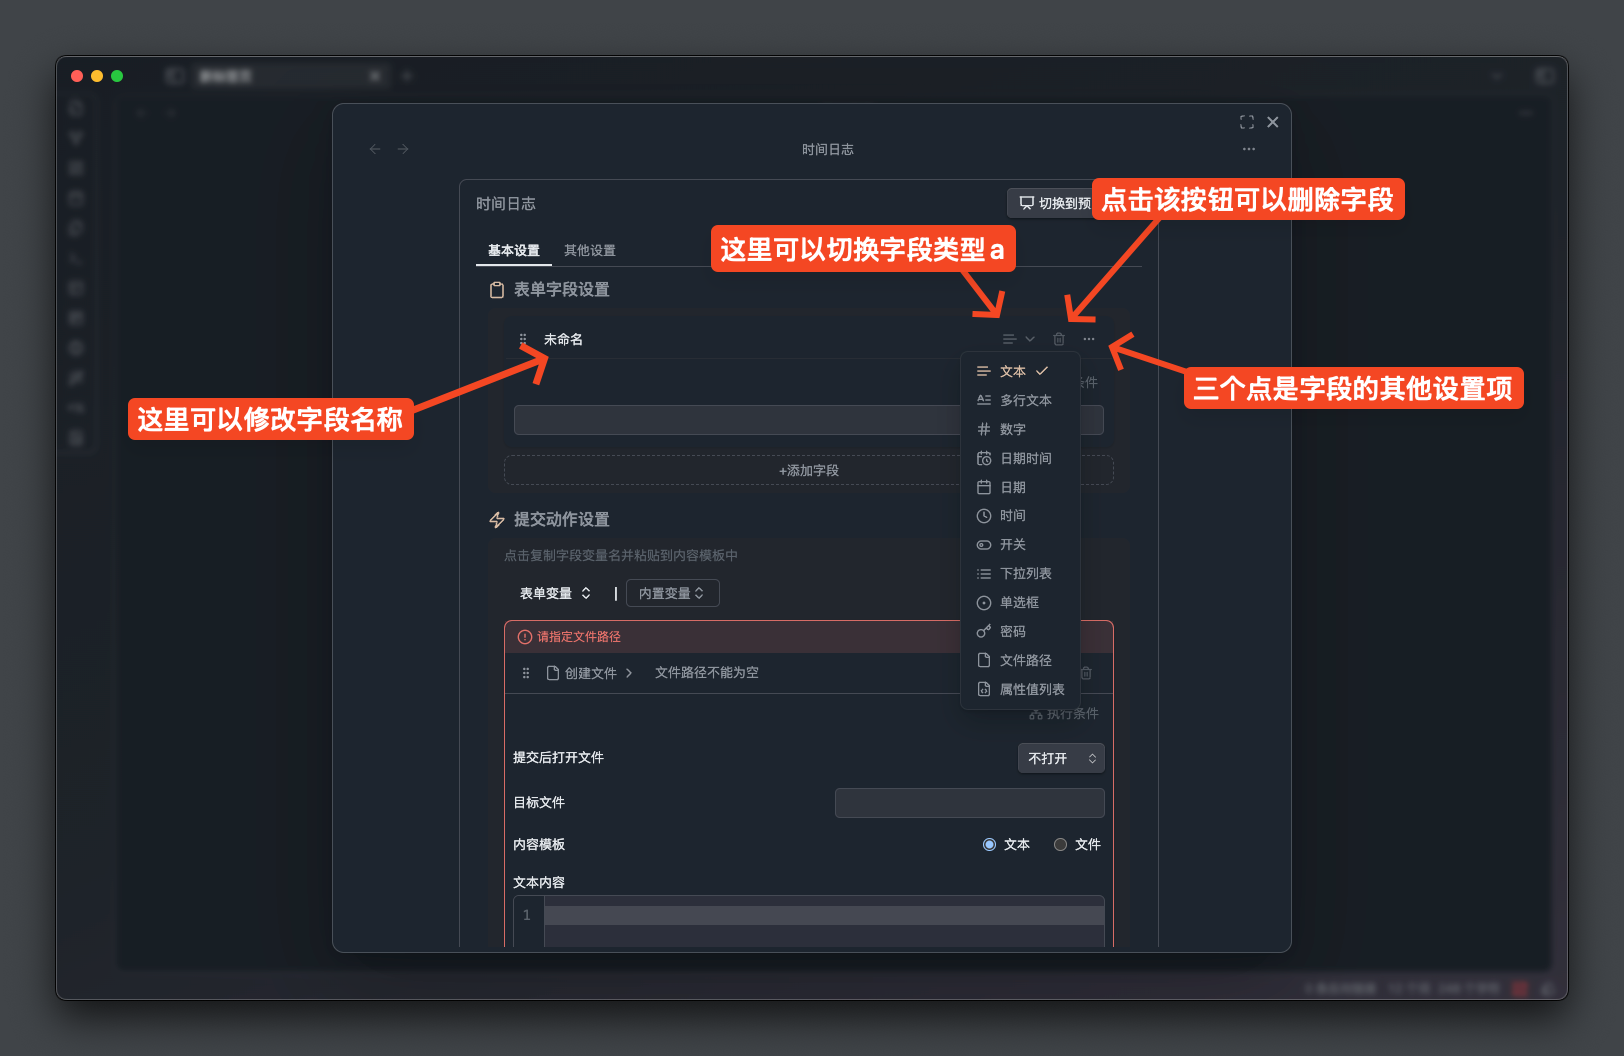 时间日志
时间日志
切换到预
点击该按钮可以删除字段
这里可以切换字段类型a
基本设置
其他设置
表单字段设置
未命名
三个点是字段的其他设置项
这里可以修改字段名称
文本
多行文本
数字
日期时间
日期
时间
开关
下拉列表
单选框
密码
文件路径
属性值列表
条件
+添加字段
提交动作设置
点击复制字段变量名并粘贴到内容模板中
表单变量
|
内置变量
请指定文件路径
创建文件
文件路径不能为空
执行条件
提交后打开文件
不打开
目标文件
内容模板
文本
文件
文本内容
1